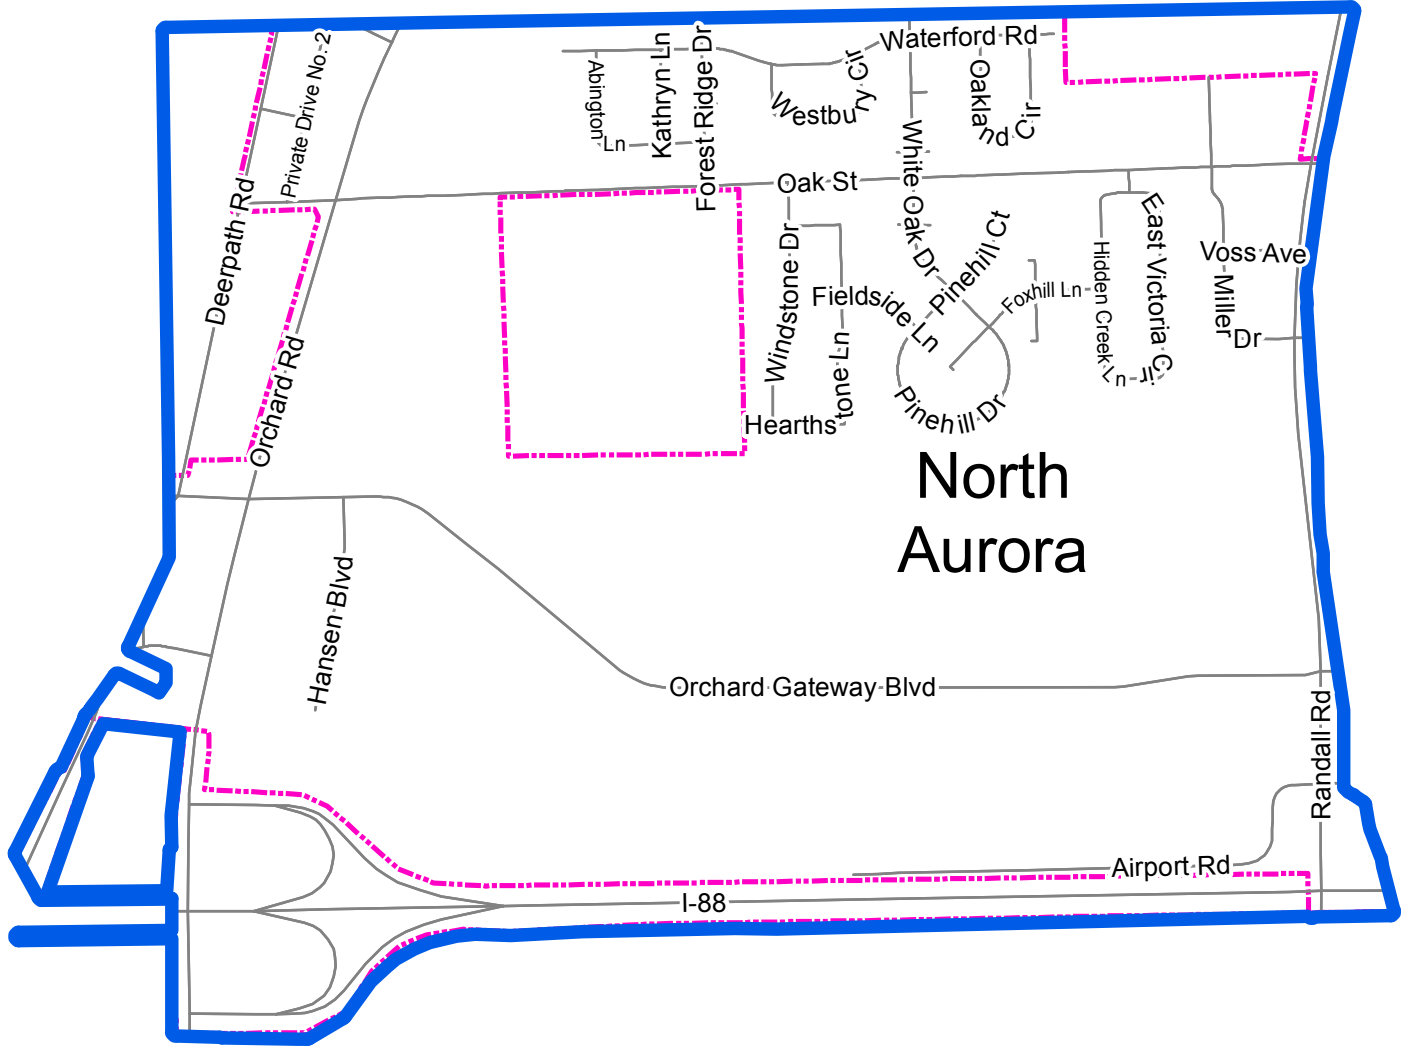 Waterford Rd
Private Drive No. 2
Abington Ln
Kathryn Ln
Forest Ridge Dr
Westbury Cir
Oakland Cir
White Oak Dr
Oak St
Deerpath Rd
Orchard Rd
Windstone Dr
Fieldside Ln
Hearthstone Ln
Pinehill Ct
Pinehill Dr
Foxhill Ln
Hidden Creek Ln
East Victoria Cir
Voss Ave
Miller Dr
North
Aurora
Hansen Blvd
Orchard Gateway Blvd
Randall Rd
Airport Rd
I-88